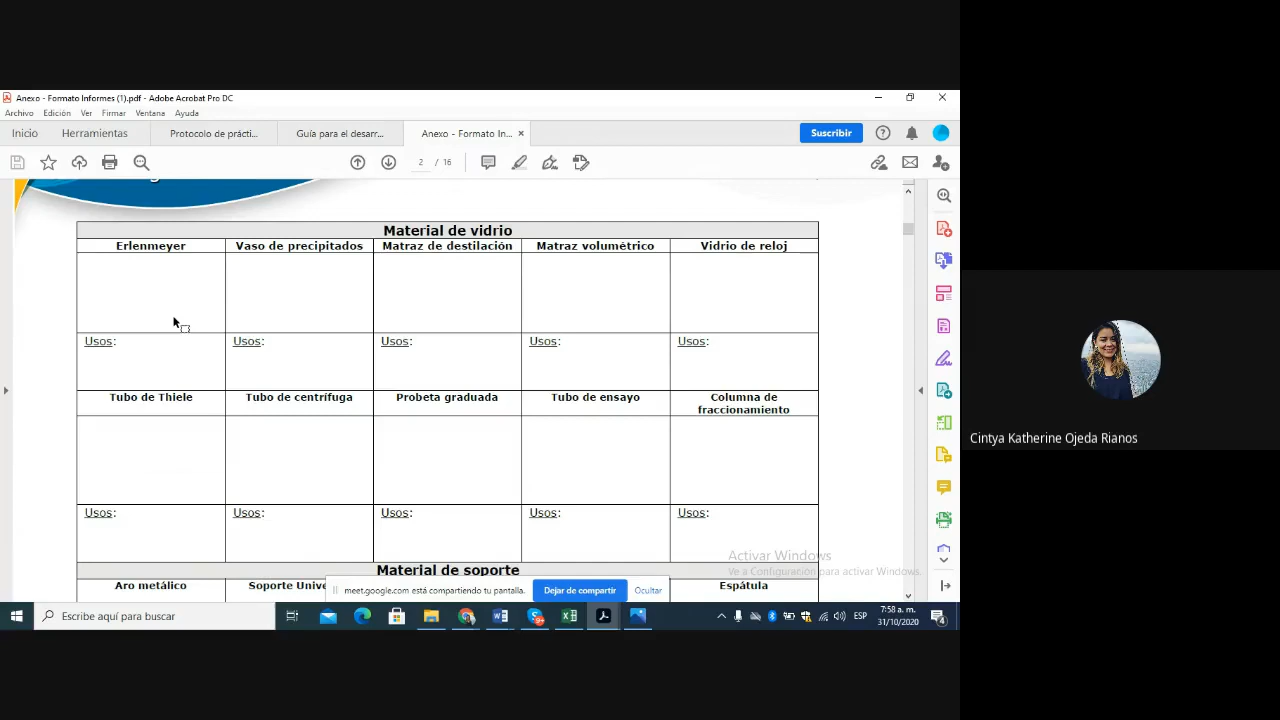 Anexo - Formato Informes (1).pdf - Adobe Acrobat Pro DC
Archivo Edición Ver Firmar Ventana Ayuda
Inicio Herramientas Protocolo de prácti... Guía para el desarr... Anexo - Formato In... × Suscribir
2 / 16
Material de vidrio
Erlenmeyer Vaso de precipitados Matraz de destilación Matraz volumétrico Vidrio de reloj
Usos: Usos: Usos: Usos: Usos:
Tubo de Thiele Tubo de centrífuga Probeta graduada Tubo de ensayo Columna de fraccionamiento
Usos: Usos: Usos: Usos: Usos:
Material de soporte
Aro metálico Soporte Unive Espátula
Activar Windows
Ve a Configuración para activar Windows.
meet.google.com está compartiendo tu pantalla. Dejar de compartir Ocultar
Escribe aquí para buscar
ESP
7:58 a. m.
31/10/2020
4
Cintya Katherine Ojeda Rianos